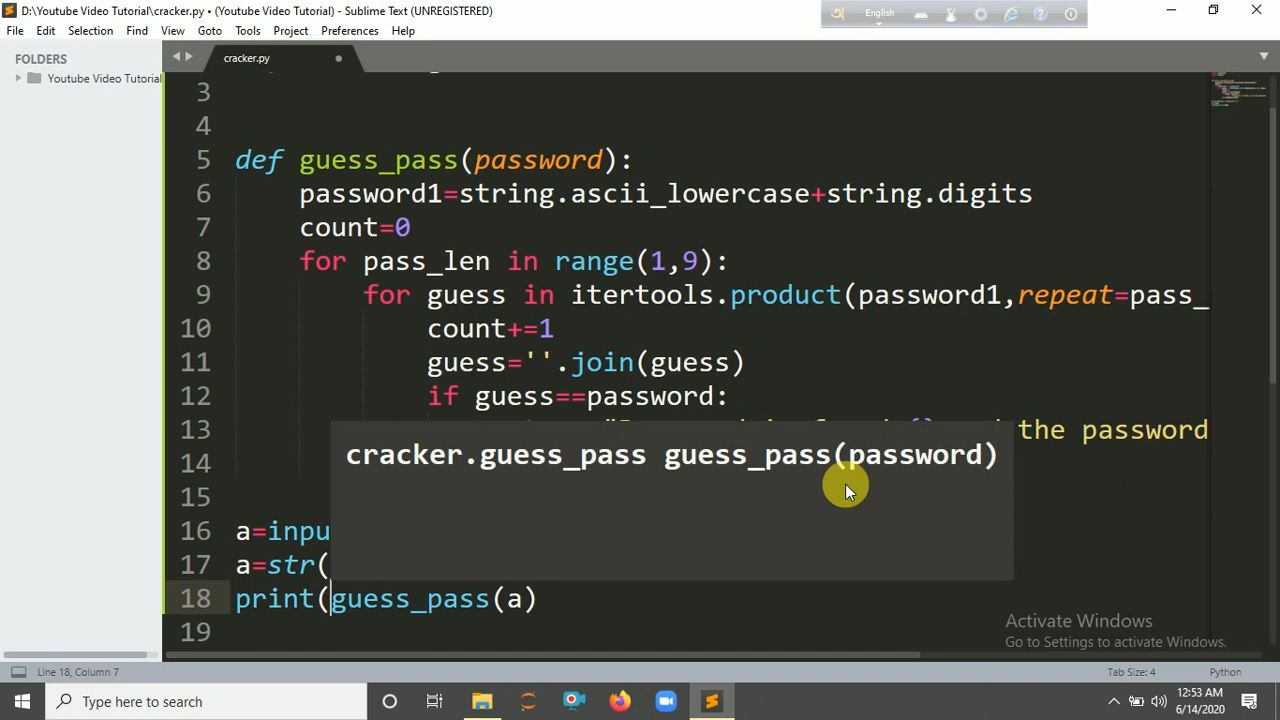 D:\Youtube Video Tutorial\cracker.py • (Youtube Video Tutorial) - Sublime Text (UNREGISTERED)
English
File Edit Selection Find View Goto Tools Project Preferences Help
FOLDERS
Youtube Video Tutorial
cracker.py
3
4
5 def guess_pass(password):
6 password1=string.ascii_lowercase+string.digits
7 count=0
8 for pass_len in range(1,9):
9 for guess in itertools.product(password1,repeat=pass_
10 count+=1
11 guess=''.join(guess)
12 if guess==password:
13 the password
14
cracker.guess_pass guess_pass(password)
15
16 a=inpu
17 a=str(
18 print(guess_pass(a)
19
Activate Windows
Go to Settings to activate Windows.
Line 18, Column 7
Tab Size: 4
Python
Type here to search
12:53 AM
6/14/2020